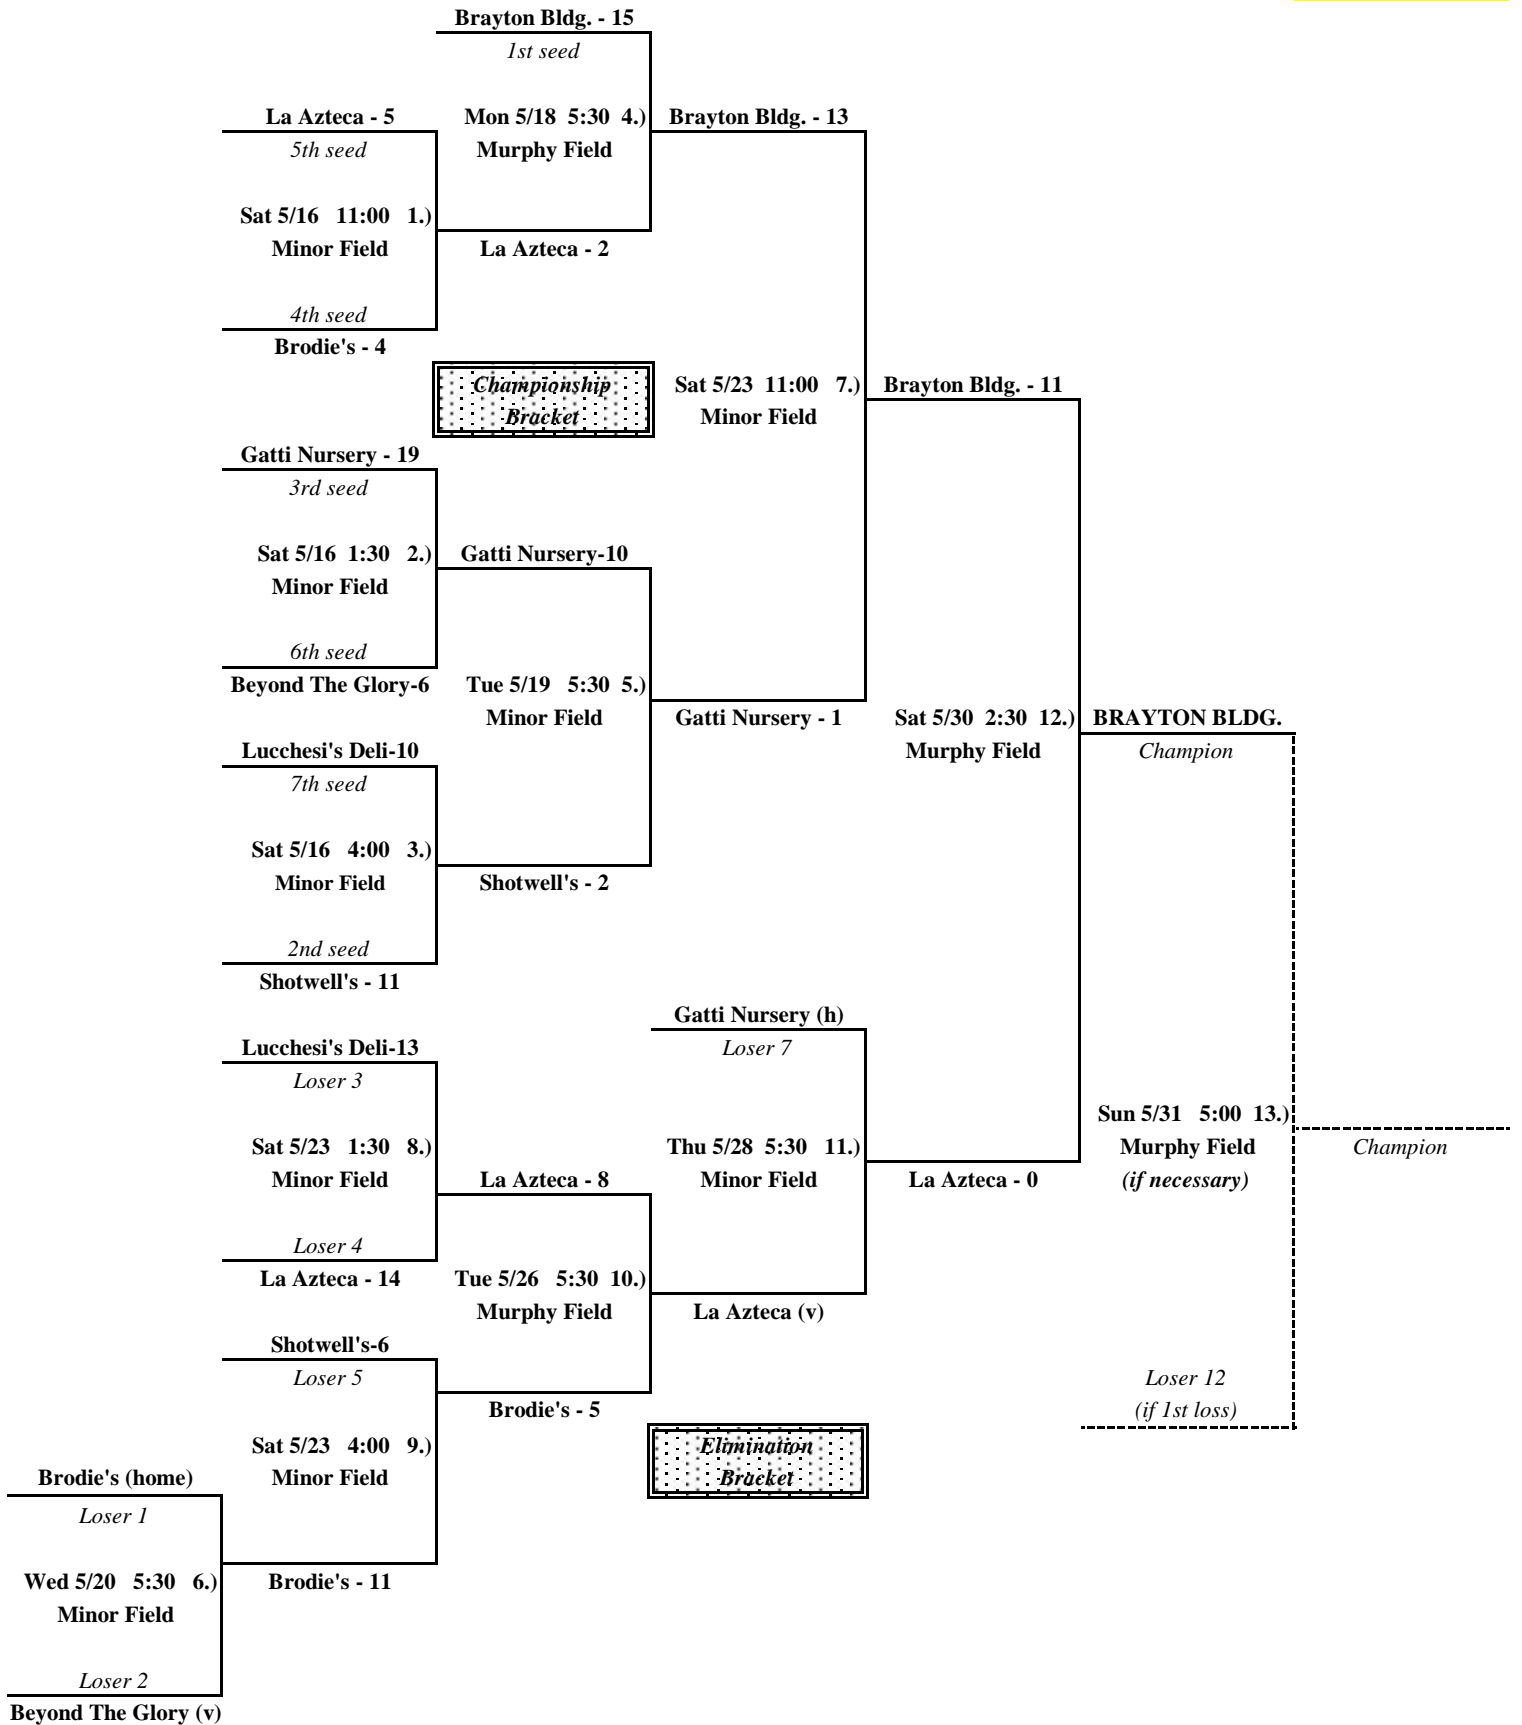 Brayton Bldg. - 15
1st seed
La Azteca - 5
Mon 5/18 5:30 4.)
Brayton Bldg. - 13
5th seed
Murphy Field
Sat 5/16 11:00 1.)
Minor Field
La Azteca - 2
4th seed
Brodie's - 4
Championship
Bracket
Sat 5/23 11:00 7.)
Minor Field
Brayton Bldg. - 11
Gatti Nursery - 19
3rd seed
Sat 5/16 1:30 2.)
Minor Field
Gatti Nursery-10
6th seed
Beyond The Glory-6
Tue 5/19 5:30 5.)
Minor Field
Gatti Nursery - 1
Sat 5/30 2:30 12.)
Murphy Field
BRAYTON BLDG.
Champion
Lucchesi's Deli-10
7th seed
Sat 5/16 4:00 3.)
Minor Field
Shotwell's - 2
2nd seed
Shotwell's - 11
Gatti Nursery (h)
Loser 7
Lucchesi's Deli-13
Loser 3
Sat 5/23 1:30 8.)
Minor Field
La Azteca - 8
Thu 5/28 5:30 11.)
Minor Field
La Azteca - 0
Sun 5/31 5:00 13.)
Murphy Field
(if necessary)
Champion
Loser 4
La Azteca - 14
Tue 5/26 5:30 10.)
Murphy Field
La Azteca (v)
Shotwell's-6
Loser 5
Brodie's - 5
Loser 12
(if 1st loss)
Sat 5/23 4:00 9.)
Minor Field
Elimination
Bracket
Brodie's (home)
Loser 1
Wed 5/20 5:30 6.)
Minor Field
Brodie's - 11
Loser 2
Beyond The Glory (v)